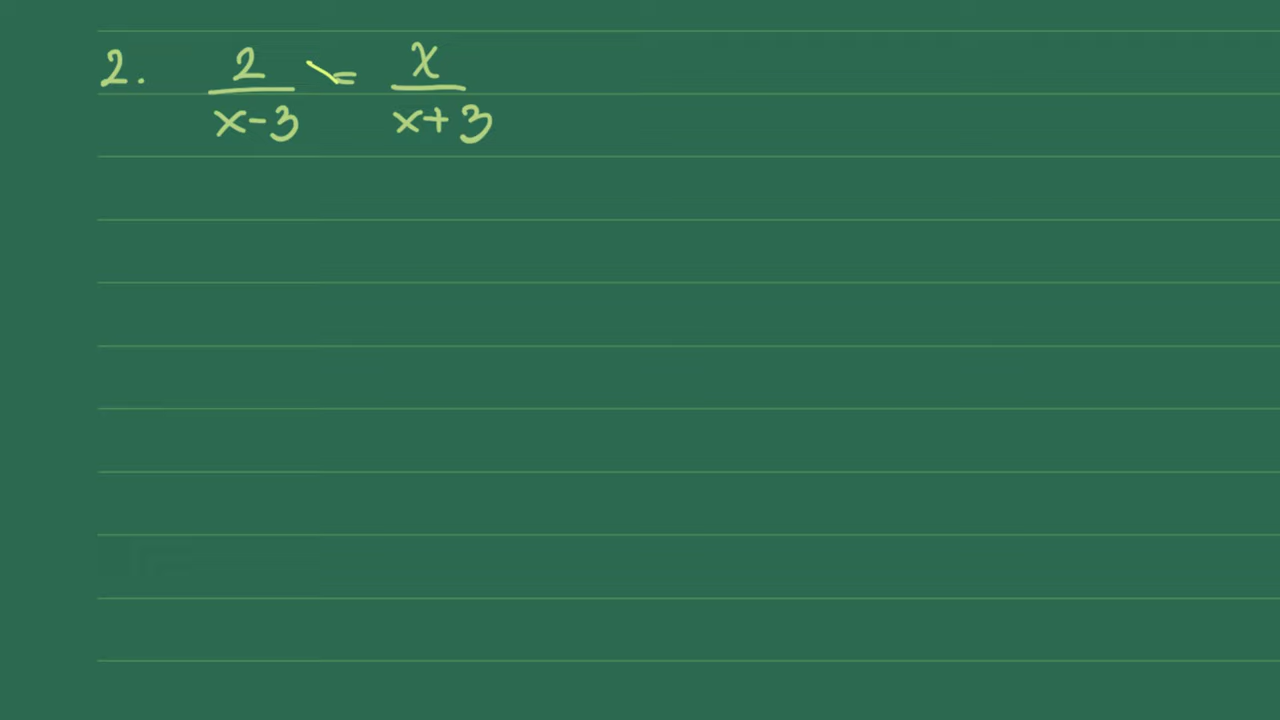 2. 2/(x-3) = x/(x+3)